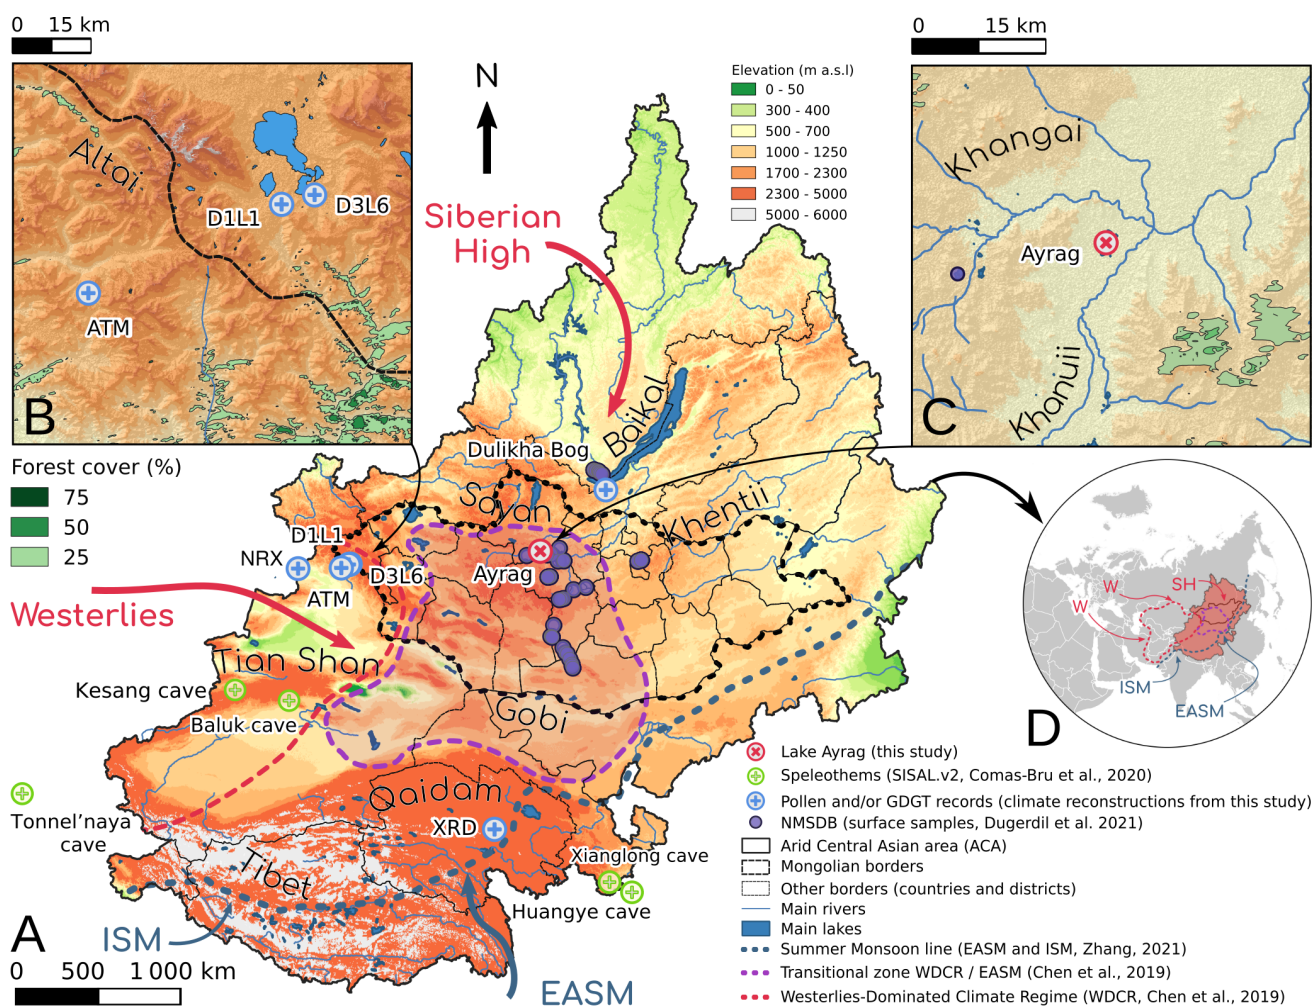 0 15 km
N
Elevation (m a.s.l)
0 - 50
300 - 400
500 - 700
1000 - 1250
1700 - 2300
2300 - 5000
5000 - 6000
0 15 km
Altai
D1L1
D3L6
ATM
B
Siberian
High
Khangai
Ayrag
Khanuii
C
Forest cover (%)
75
50
25
Baikal
Dulikha Bog
Sayan
Khentii
D1L1
NRX
D3L6
ATM
Ayrag
Westerlies
Tian Shan
Kesang cave
Baluk cave
Gobi
Tonnel'naya
cave
Qaidam
XRD
Xianglong cave
Tibet
Huangye cave
ISM
EASM
A
0 500 1 000 km
SH
W
W
ISM
EASM
D
Lake Ayrag (this study)
Speleothems (SISAL.v2, Comas-Bru et al., 2020)
Pollen and/or GDGT records (climate reconstructions from this study)
NMSDB (surface samples, Dugerdil et al. 2021)
Arid Central Asian area (ACA)
Mongolian borders
Other borders (countries and districts)
Main rivers
Main lakes
Summer Monsoon line (EASM and ISM, Zhang, 2021)
Transitional zone WDCR / EASM (Chen et al., 2019)
Westerlies-Dominated Climate Regime (WDCR, Chen et al., 2019)